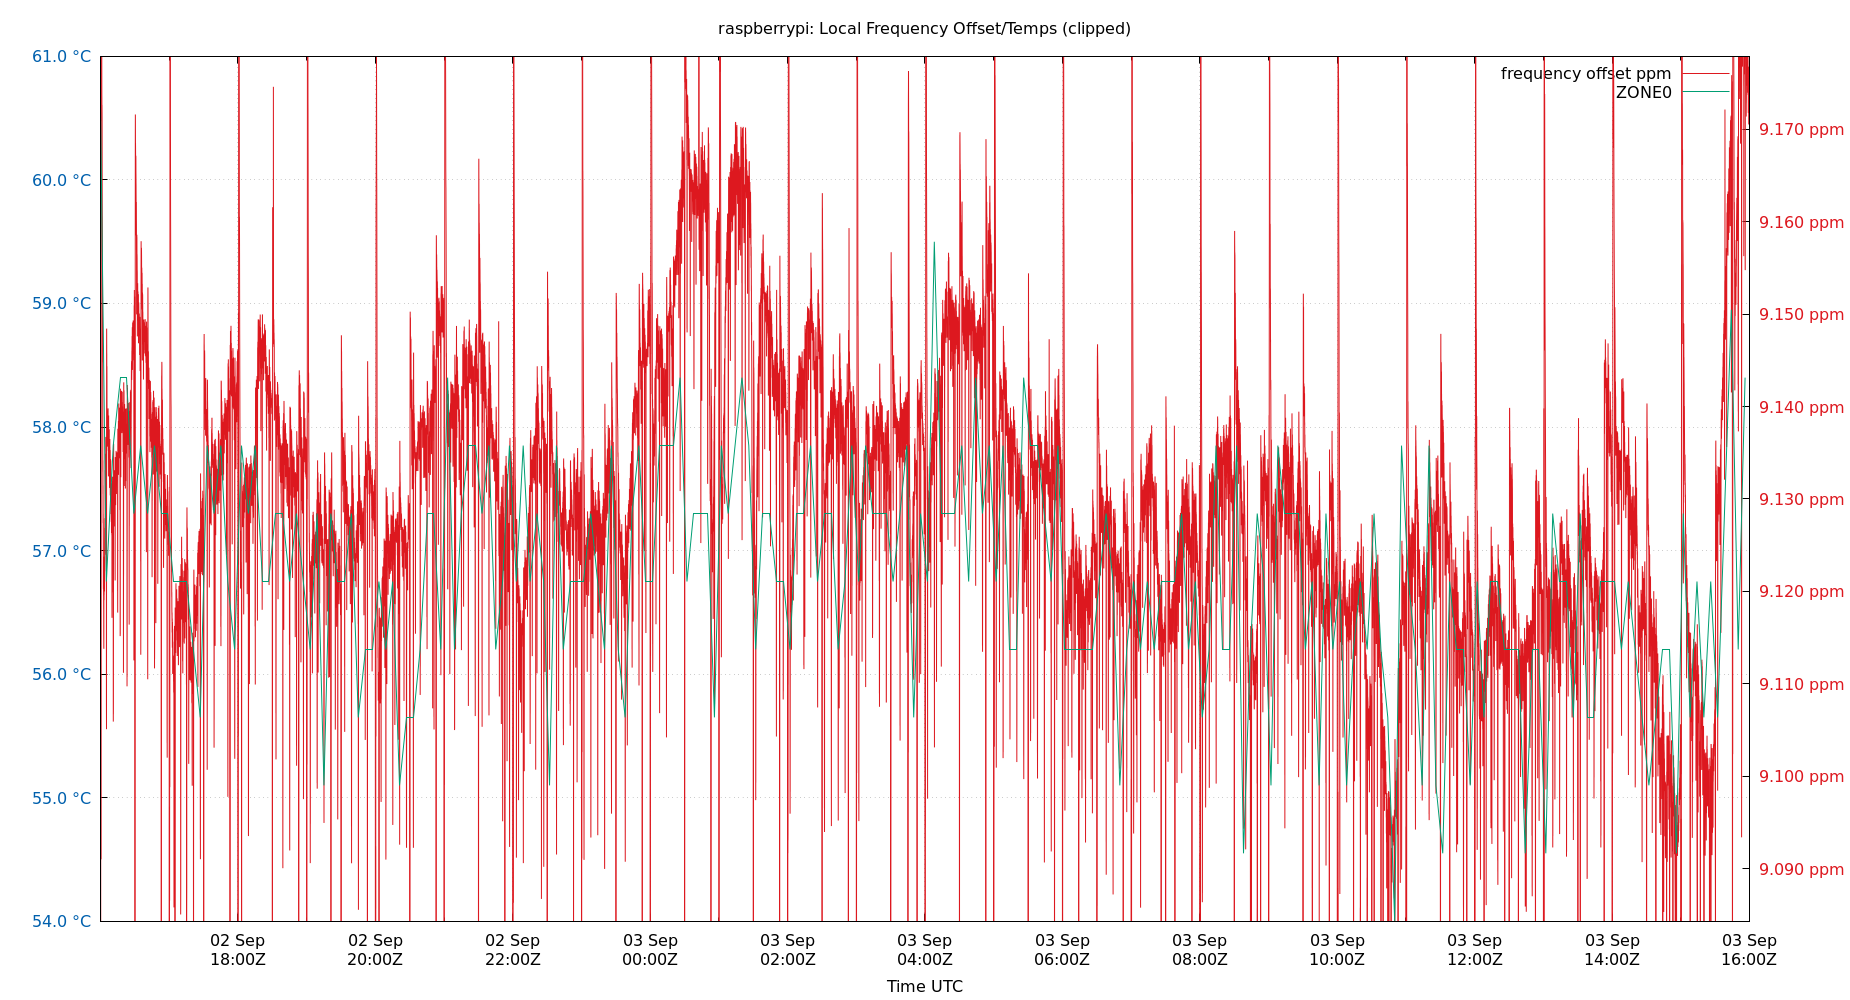 raspberrypi: Local Frequency Offset/Temps (clipped)
61.0 °C
60.0 °C
59.0 °C
58.0 °C
57.0 °C
56.0 °C
55.0 °C
54.0 °C
frequency offset ppm
ZONE0
9.170 ppm
9.160 ppm
9.150 ppm
9.140 ppm
9.130 ppm
9.120 ppm
9.110 ppm
9.100 ppm
9.090 ppm
02 Sep
18:00Z
02 Sep
20:00Z
02 Sep
22:00Z
03 Sep
00:00Z
03 Sep
02:00Z
03 Sep
04:00Z
03 Sep
06:00Z
03 Sep
08:00Z
03 Sep
10:00Z
03 Sep
12:00Z
03 Sep
14:00Z
03 Sep
16:00Z
Time UTC